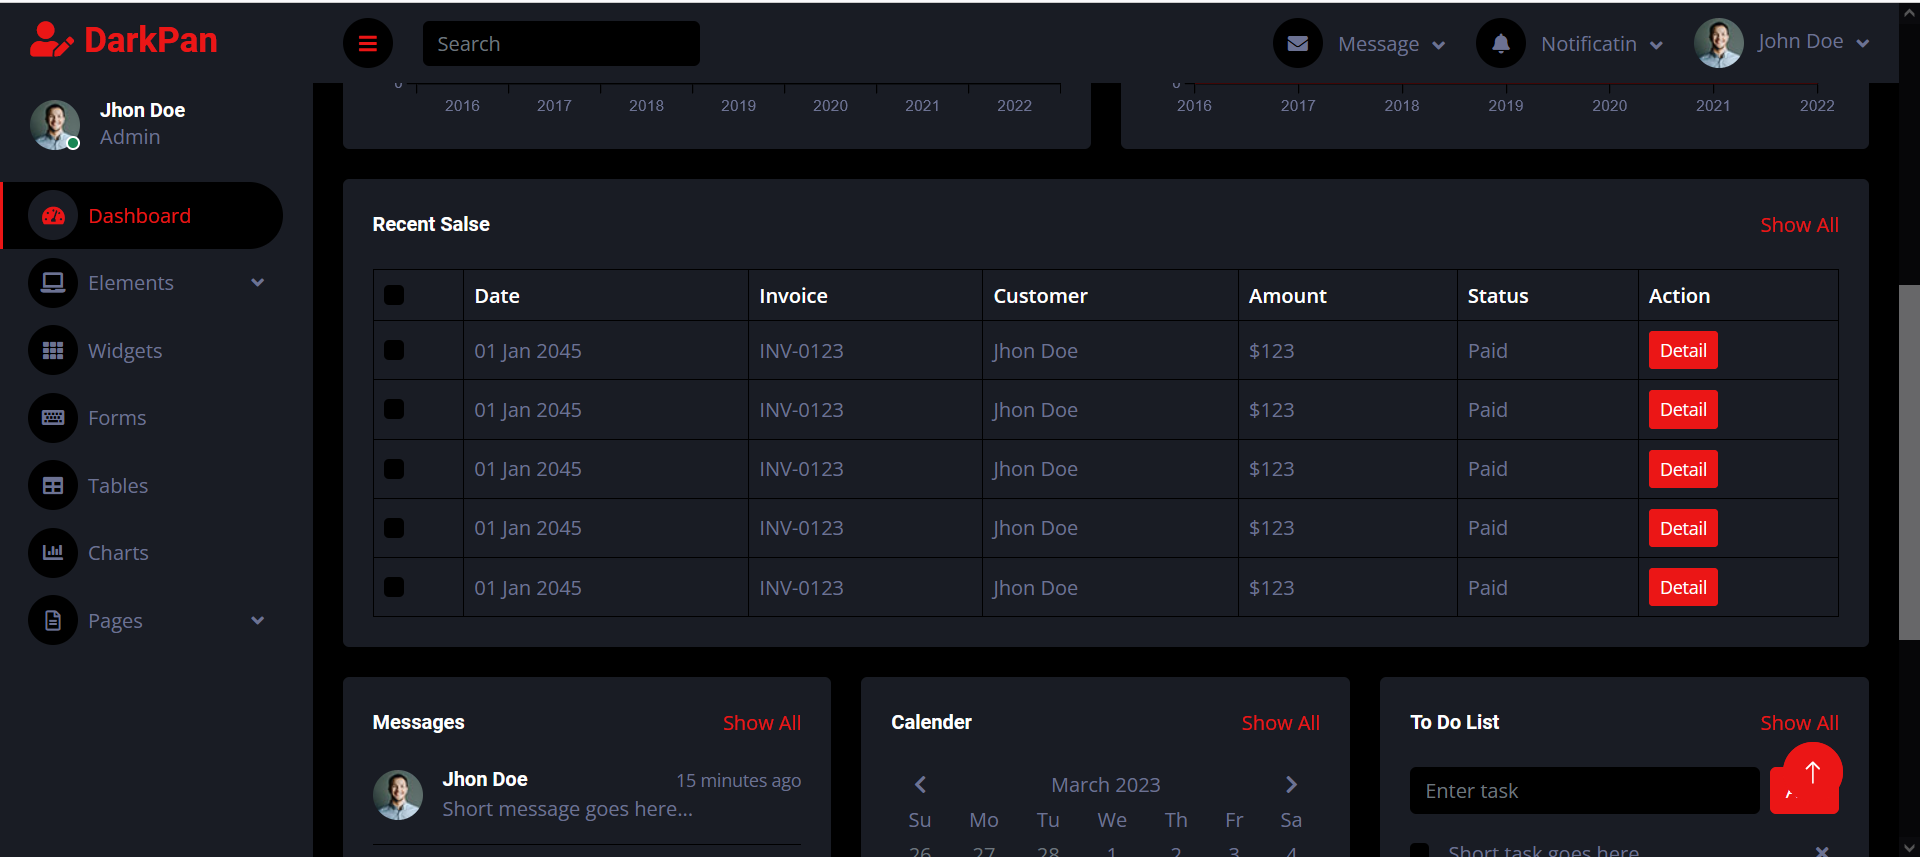 DarkPan
Search
Message
Notificatin
John Doe
Jhon Doe
Admin
Dashboard
Elements
Widgets
Forms
Tables
Charts
Pages
2016 2017 2018 2019 2020 2021 2022
2016 2017 2018 2019 2020 2021 2022
Recent Salse
Show All
Date Invoice Customer Amount Status Action
01 Jan 2045 INV-0123 Jhon Doe $123 Paid Detail
01 Jan 2045 INV-0123 Jhon Doe $123 Paid Detail
01 Jan 2045 INV-0123 Jhon Doe $123 Paid Detail
01 Jan 2045 INV-0123 Jhon Doe $123 Paid Detail
01 Jan 2045 INV-0123 Jhon Doe $123 Paid Detail
Messages
Show All
Jhon Doe
15 minutes ago
Short message goes here...
Calender
Show All
March 2023
Su Mo Tu We Th Fr Sa
26 27 28 1 2 3 4
To Do List
Show All
Enter task
Short task goes here